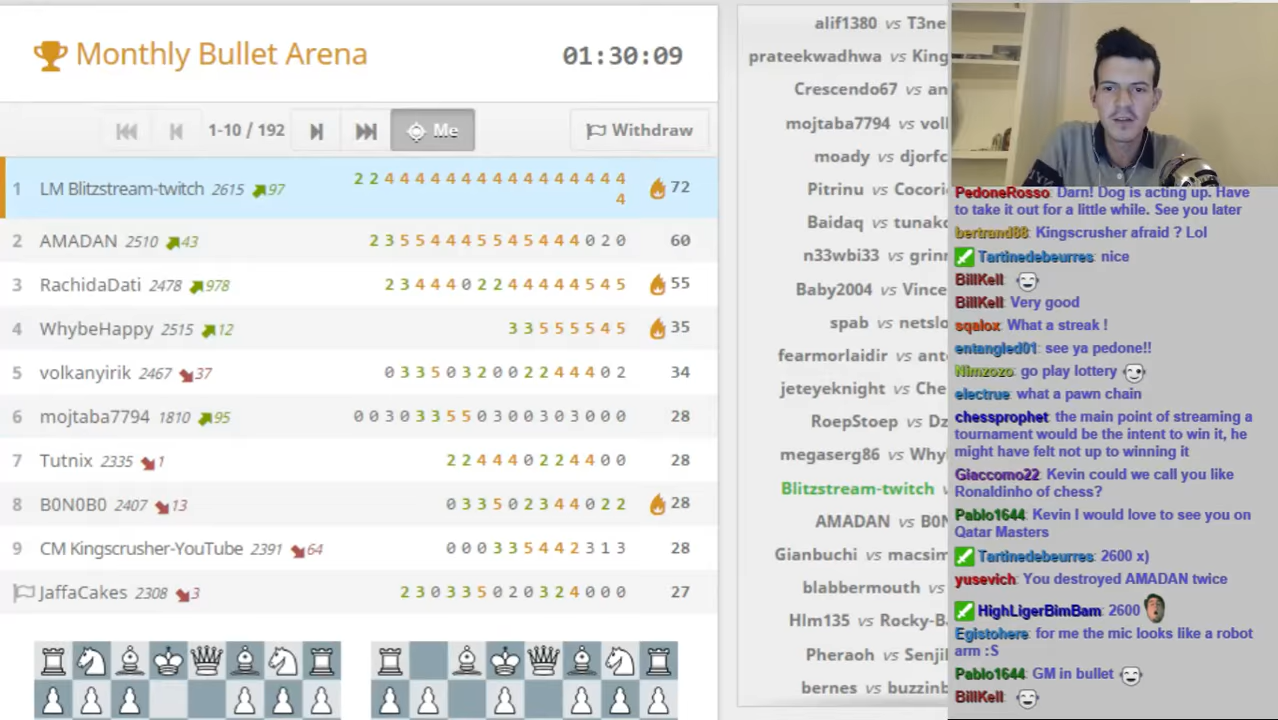 Monthly Bullet Arena
01:30:09
1-10 / 192
Me
Withdraw
1 LM Blitzstream-twitch 2615 97 2 2 4 4 4 4 4 4 4 4 4 4 4 4 4 4 4 4 72
4
2 AMADAN 2510 43 2 3 5 5 4 4 4 5 5 4 5 4 4 4 0 2 0 60
3 RachidaDati 2478 978 2 3 4 4 4 0 2 2 4 4 4 4 4 5 4 5 55
4 WhybeHappy 2515 12 3 3 5 5 5 5 4 5 35
5 volkanyirik 2467 37 0 3 3 5 0 3 2 0 0 2 2 4 4 4 0 2 34
6 mojtaba7794 1810 95 0 0 3 0 3 3 5 5 0 3 0 0 3 0 3 0 0 0 28
7 Tutnix 2335 1 2 2 4 4 4 0 2 2 4 4 0 0 28
8 B0N0B0 2407 13 0 3 3 5 0 2 3 4 4 0 2 2 28
9 CM Kingscrusher-YouTube 2391 64 0 0 0 3 3 5 4 4 2 3 1 3 28
JaffaCakes 2308 3 2 3 0 3 3 5 0 2 0 3 2 4 0 0 0 27
alif1380 vs T3ne
prateekwadhwa vs King
Crescendo67 vs an
mojtaba7794 vs voll
moady vs djorfc
Pitrinu vs Cocori
Baidaq vs tunako
n33wbi33 vs grinn
Baby2004 vs Vince
spab vs netslo
fearmorlaidir vs anto
jeteyeknight vs Che
RoepStoep vs Dz
megaserg86 vs Whyb
Blitzstream-twitch v
AMADAN vs B0N
Gianbuchi vs macsim
blabbermouth vs
Hlm135 vs Rocky-Ba
Pheraoh vs Senjil
bernes vs buzzinb
PedoneRosso: Darn! Dog is acting up. Have
to take it out for a little while. See you later
bertrand88: Kingscrusher afraid ? Lol
Tartinedebeurres: nice
BillKell:
BillKell: Very good
sqalox: What a streak !
entangled01: see ya pedone!!
Nimzozo: go play lottery
electrue: what a pawn chain
chessprophet: the main point of streaming a
tournament would be the intent to win it, he
might have felt not up to winning it
Giaccomo22: Kevin could we call you like
Ronaldinho of chess?
Pablo1644: Kevin I would love to see you on
Qatar Masters
Tartinedebeurres: 2600 x)
yusevich: You destroyed AMADAN twice
HighLigerBimBam: 2600
Egistohere: for me the mic looks like a robot
arm :S
Pablo1644: GM in bullet
BillKell: